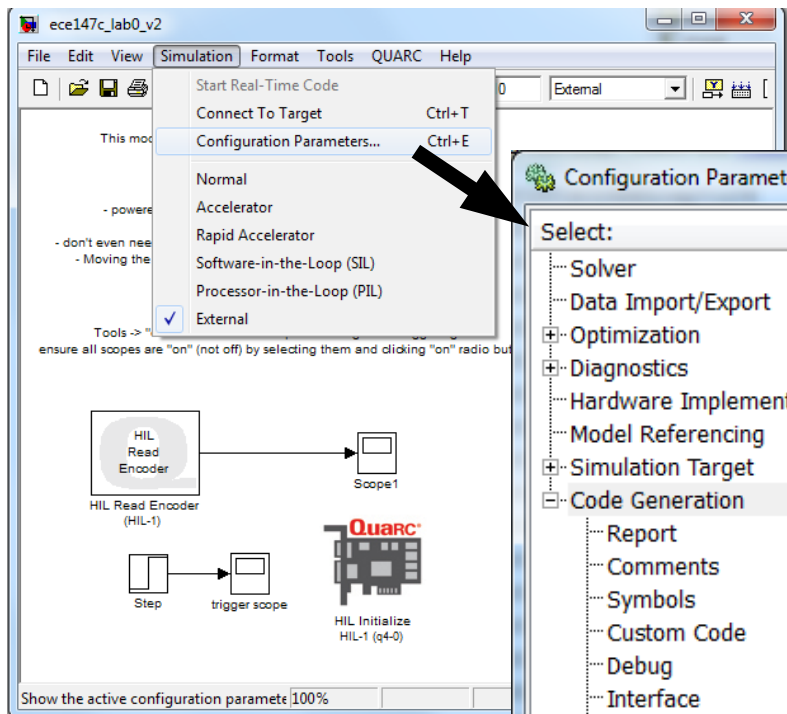 ece147c_lab0_v2
File Edit View Simulation Format Tools QUARC Help
0 External
Start Real-Time Code
Connect To Target Ctrl+T
Configuration Parameters... Ctrl+E
Normal
Accelerator
Rapid Accelerator
Software-in-the-Loop (SIL)
Processor-in-the-Loop (PIL)
External
This mod
- powere
- don't even nee
- Moving the
Tools -> "
ensure all scopes are "on" (not off) by selecting them and clicking "on" radio but
HIL
Read
Encoder
HIL Read Encoder
(HIL-1)
Scope1
Step
trigger scope
QUARC
HIL Initialize
HIL-1 (q4-0)
Show the active configuration paramete 100%
Configuration Paramet
Select:
Solver
Data Import/Export
Optimization
Diagnostics
Hardware Implement
Model Referencing
Simulation Target
Code Generation
Report
Comments
Symbols
Custom Code
Debug
Interface